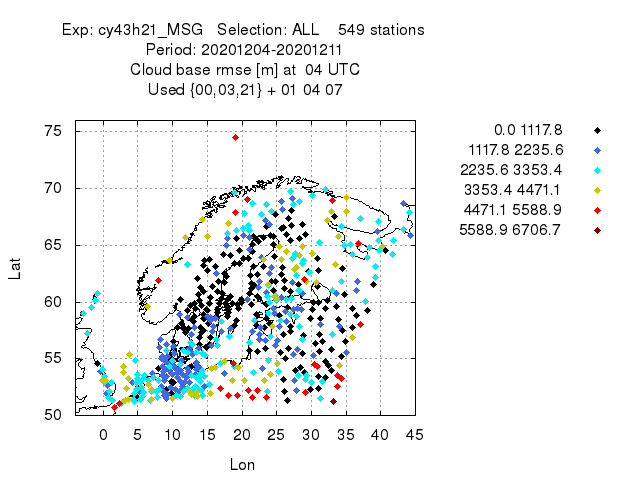 Exp: cy43h21_MSG   Selection: ALL    549 stations
Period: 20201204-20201211
Cloud base rmse [m] at  04 UTC
Used {00,03,21} + 01 04 07
0.0 1117.8
1117.8 2235.6
2235.6 3353.4
3353.4 4471.1
4471.1 5588.9
5588.9 6706.7
Lat
75
70
65
60
55
50
0 5 10 15 20 25 30 35 40 45
Lon